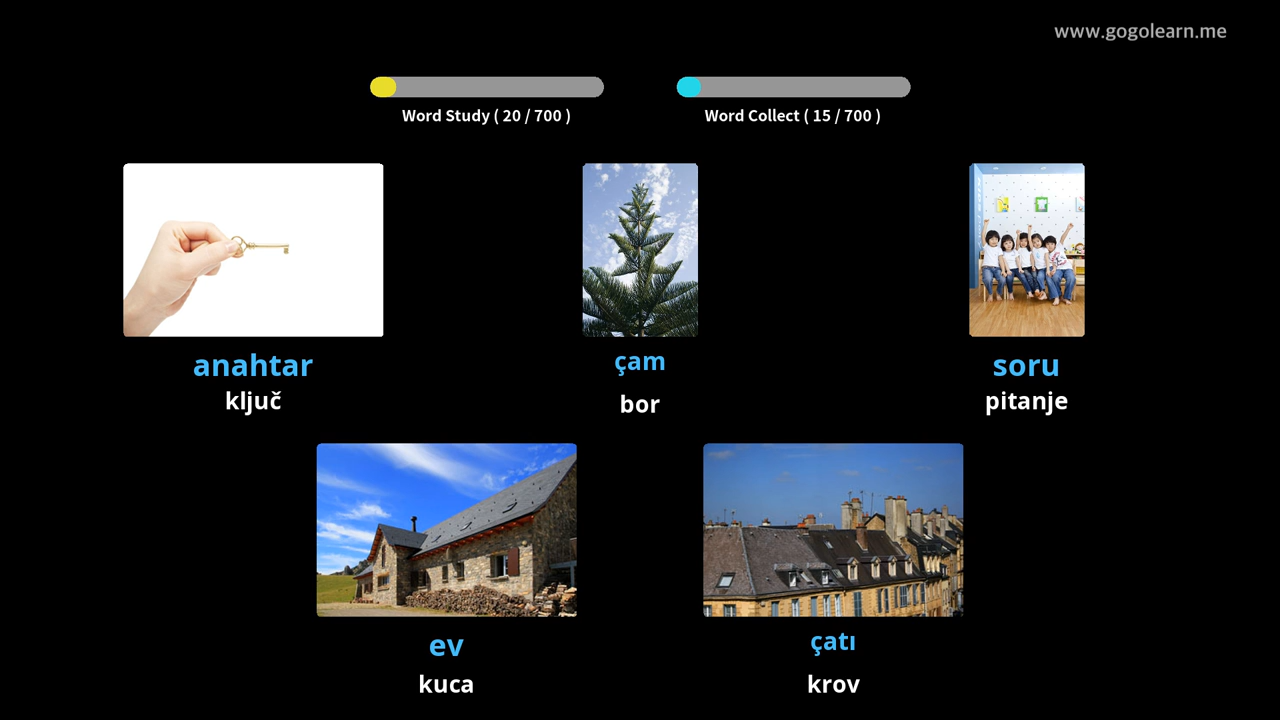 www.gogolearn.me
Word Study ( 20 / 700 )
Word Collect ( 15 / 700 )
anahtar
ključ
çam
bor
soru
pitanje
ev
kuca
çatı
krov